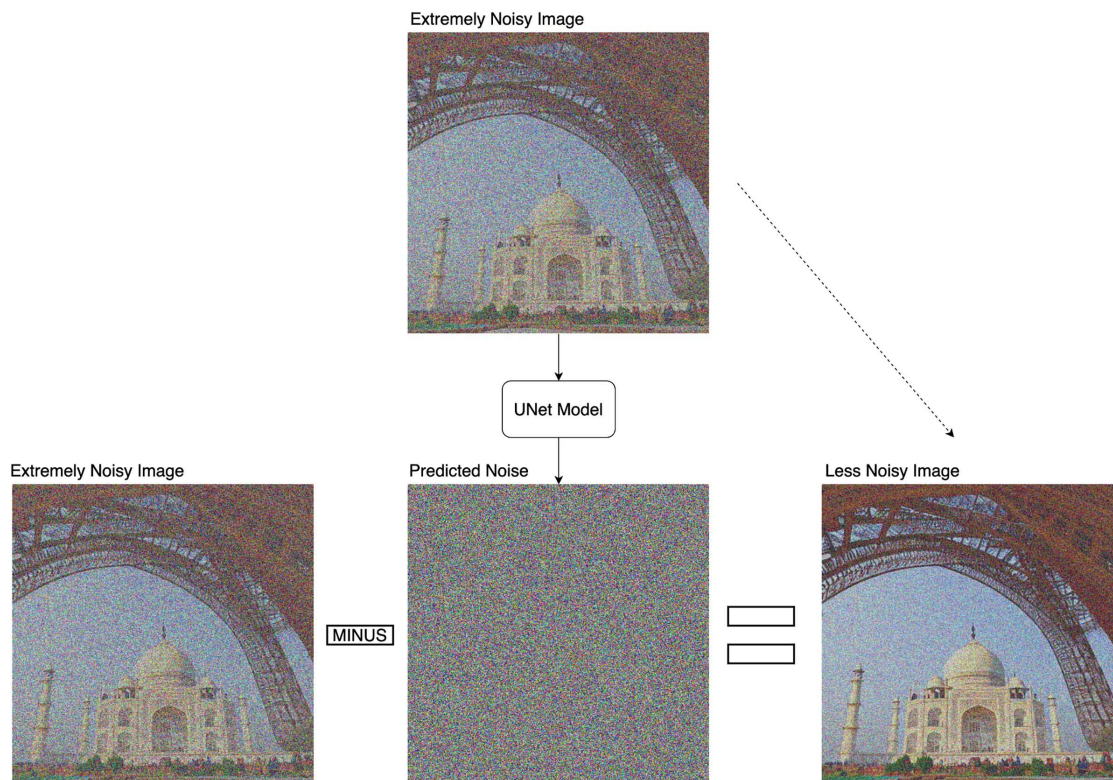 Extremely Noisy Image
UNet Model
Extremely Noisy Image
Predicted Noise
Less Noisy Image
MINUS